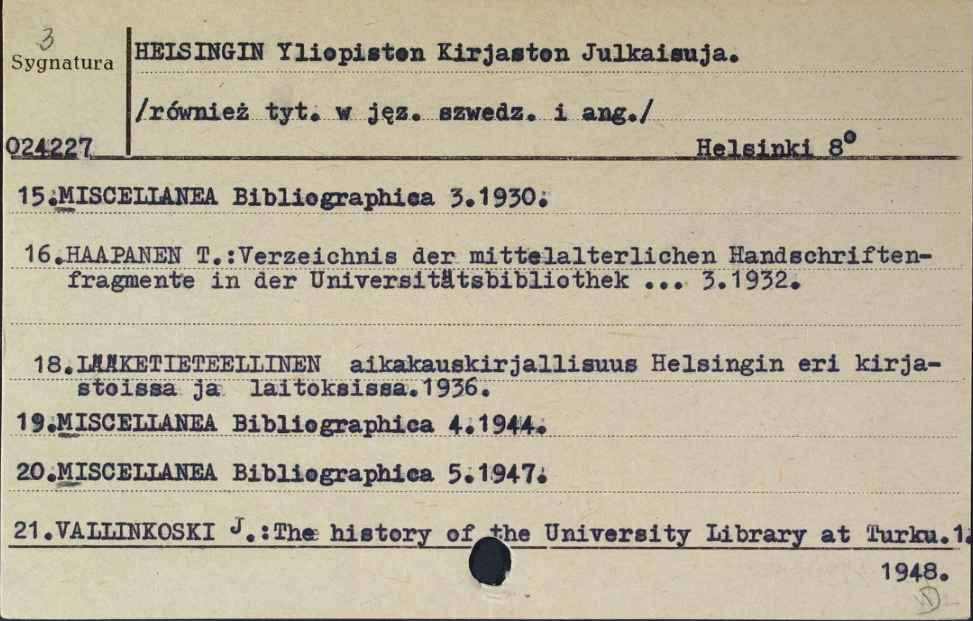 3
Sygnatura
HELSINGIN Yliopiston Kirjaston Julkaisuja.
/również tyt. w jęz. szwedz. i ang./
024227
Helsinki 8°
15.MISCELLANEA Bibliographica 3.1930.
16.HAAPANEN T.:Verzeichnis der mittelalterlichen Handschriften-
fragmente in der Universitätsbibliothek ... 3.1932.
18.LÄÄKETIETEELLINEN aikakauskirjallisuus Helsingin eri kirja-
stoissa ja laitoksissa.1936.
19.MISCELLANEA Bibliographica 4.1944.
20.MISCELLANEA Bibliographica 5.1947.
21.VALLINKOSKI J.:The history of the University Library at Turku.1.
1948.